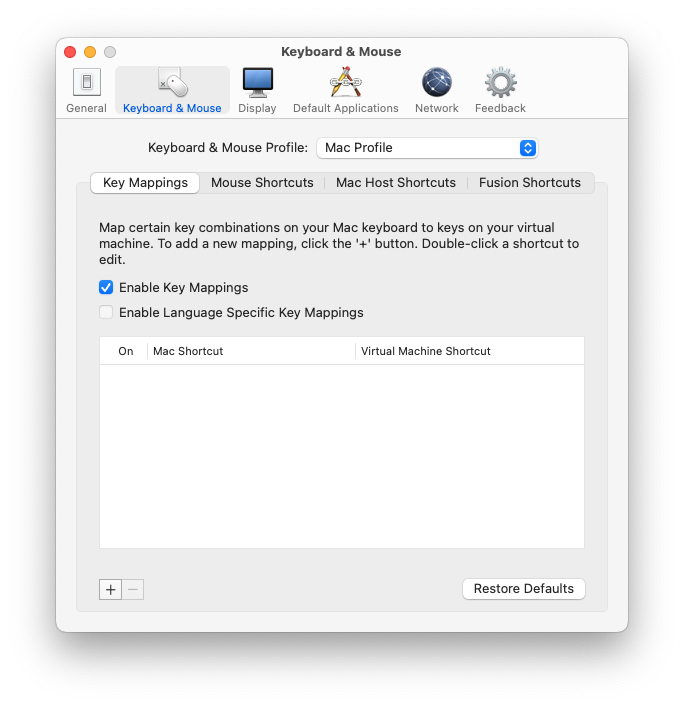 Keyboard & Mouse
General Keyboard & Mouse Display Default Applications Network Feedback
Keyboard & Mouse Profile: Mac Profile
Key Mappings Mouse Shortcuts Mac Host Shortcuts Fusion Shortcuts
Map certain key combinations on your Mac keyboard to keys on your virtual
machine. To add a new mapping, click the '+' button. Double-click a shortcut to
edit.
Enable Key Mappings
Enable Language Specific Key Mappings
On Mac Shortcut Virtual Machine Shortcut
+ − Restore Defaults